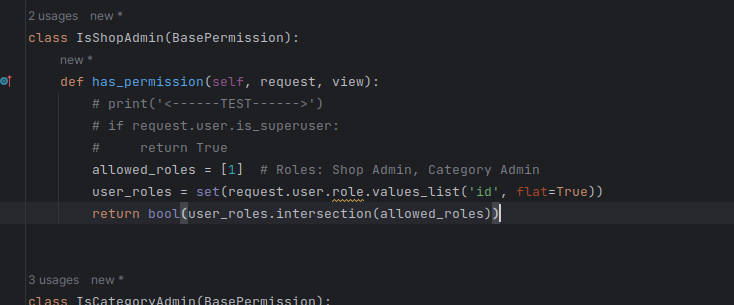 2 usages new *
class IsShopAdmin(BasePermission):
new *
def has_permission(self, request, view):
# print('<------TEST------>')
# if request.user.is_superuser:
#     return True
allowed_roles = [1]  # Roles: Shop Admin, Category Admin
user_roles = set(request.user.role.values_list('id', flat=True))
return bool(user_roles.intersection(allowed_roles))
3 usages new *
class IsCategoryAdmin(BasePermission):